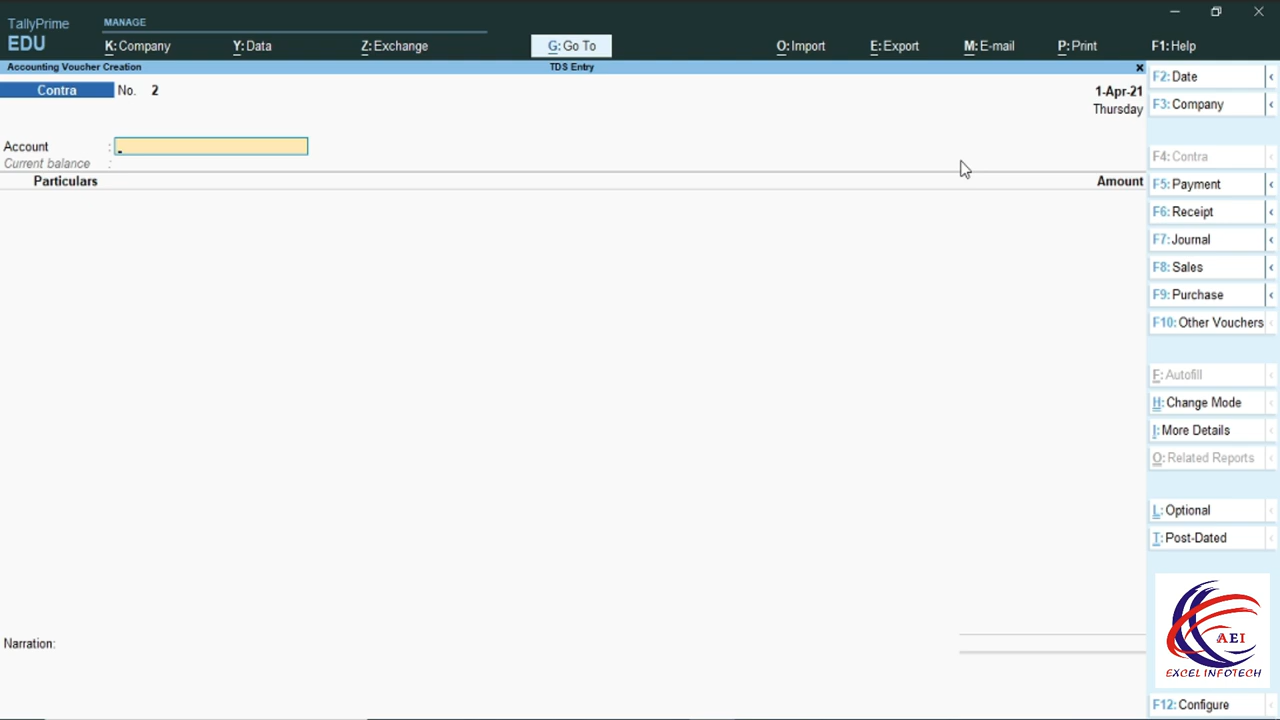 TallyPrime
MANAGE
EDU
K: Company
Y: Data
Z: Exchange
G: Go To
O: Import
E: Export
M: E-mail
P: Print
F1: Help
Accounting Voucher Creation
TDS Entry
Contra No. 2
1-Apr-21
Thursday
Account :
Current balance :
Particulars
Amount
Narration:
F2: Date
F3: Company
F4: Contra
F5: Payment
F6: Receipt
F7: Journal
F8: Sales
F9: Purchase
F10: Other Vouchers
F: Autofill
H: Change Mode
I: More Details
O: Related Reports
L: Optional
T: Post-Dated
AEI
EXCEL INFOTECH
F12: Configure